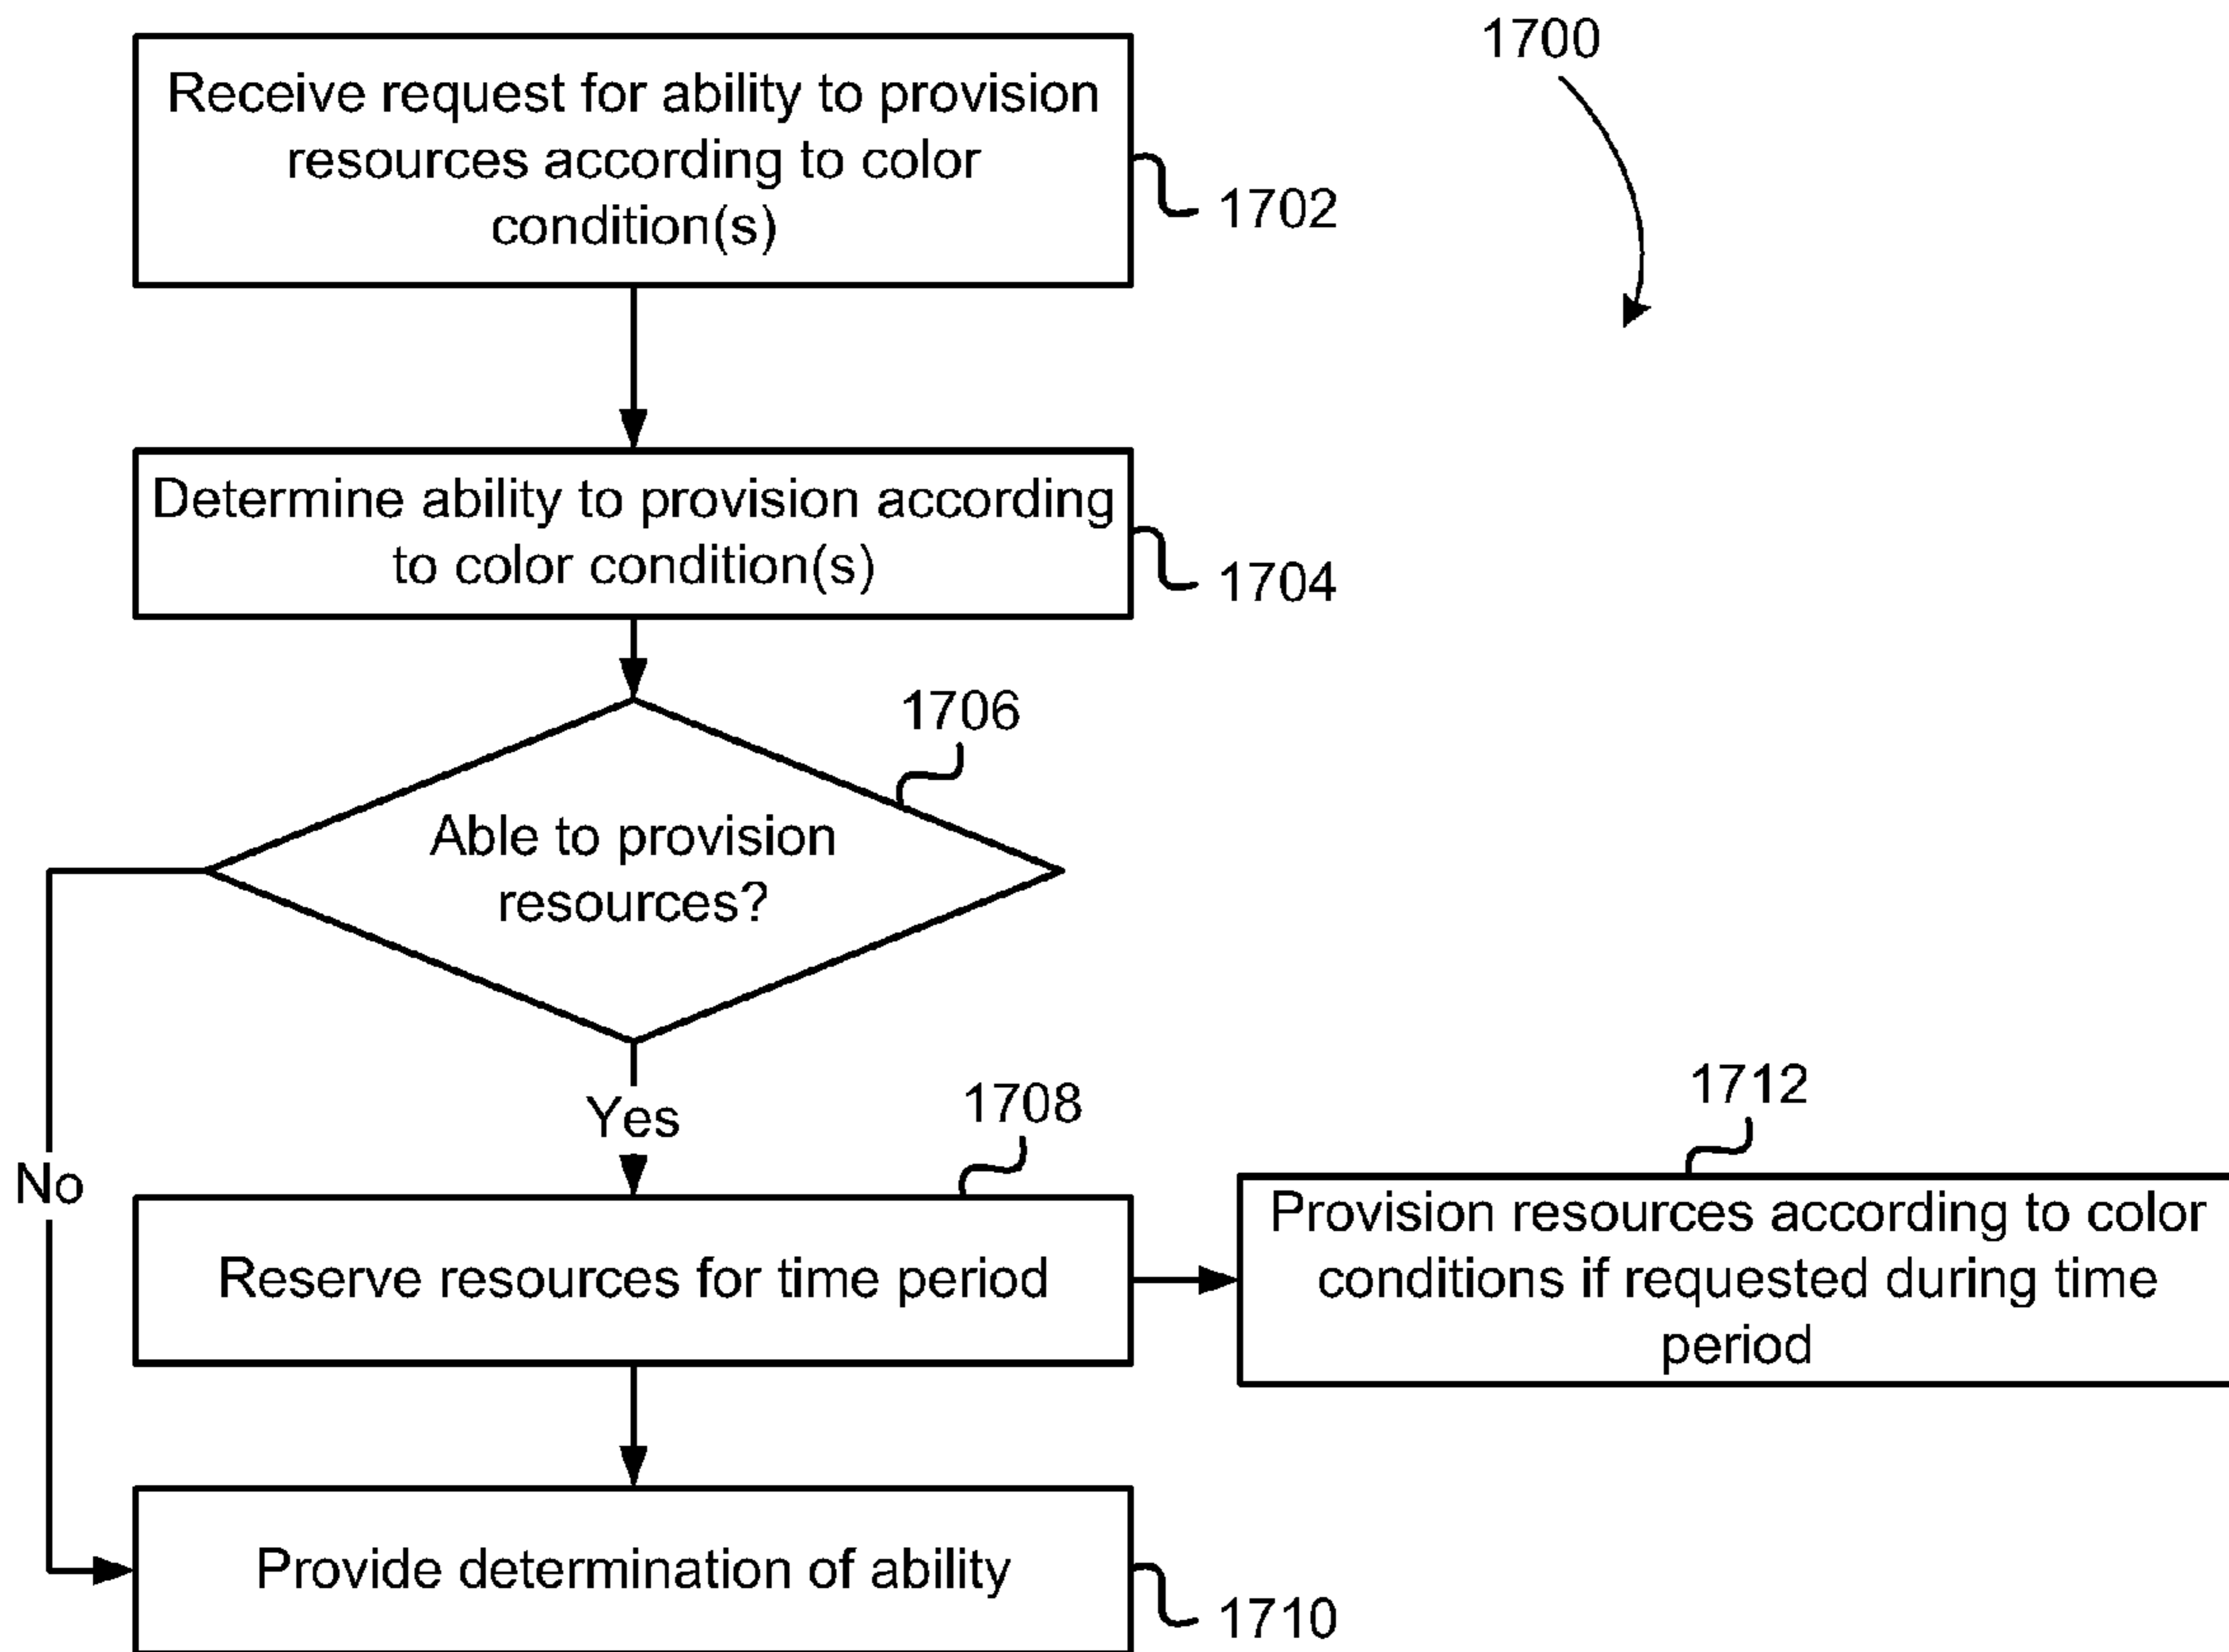 1700
Receive request for ability to provision
resources according to color
condition(s)
1702
Determine ability to provision according
to color condition(s)
1704
1706
Able to provision
resources?
Yes
No
1708
Reserve resources for time period
1712
Provision resources according to color
conditions if requested during time
period
Provide determination of ability
1710